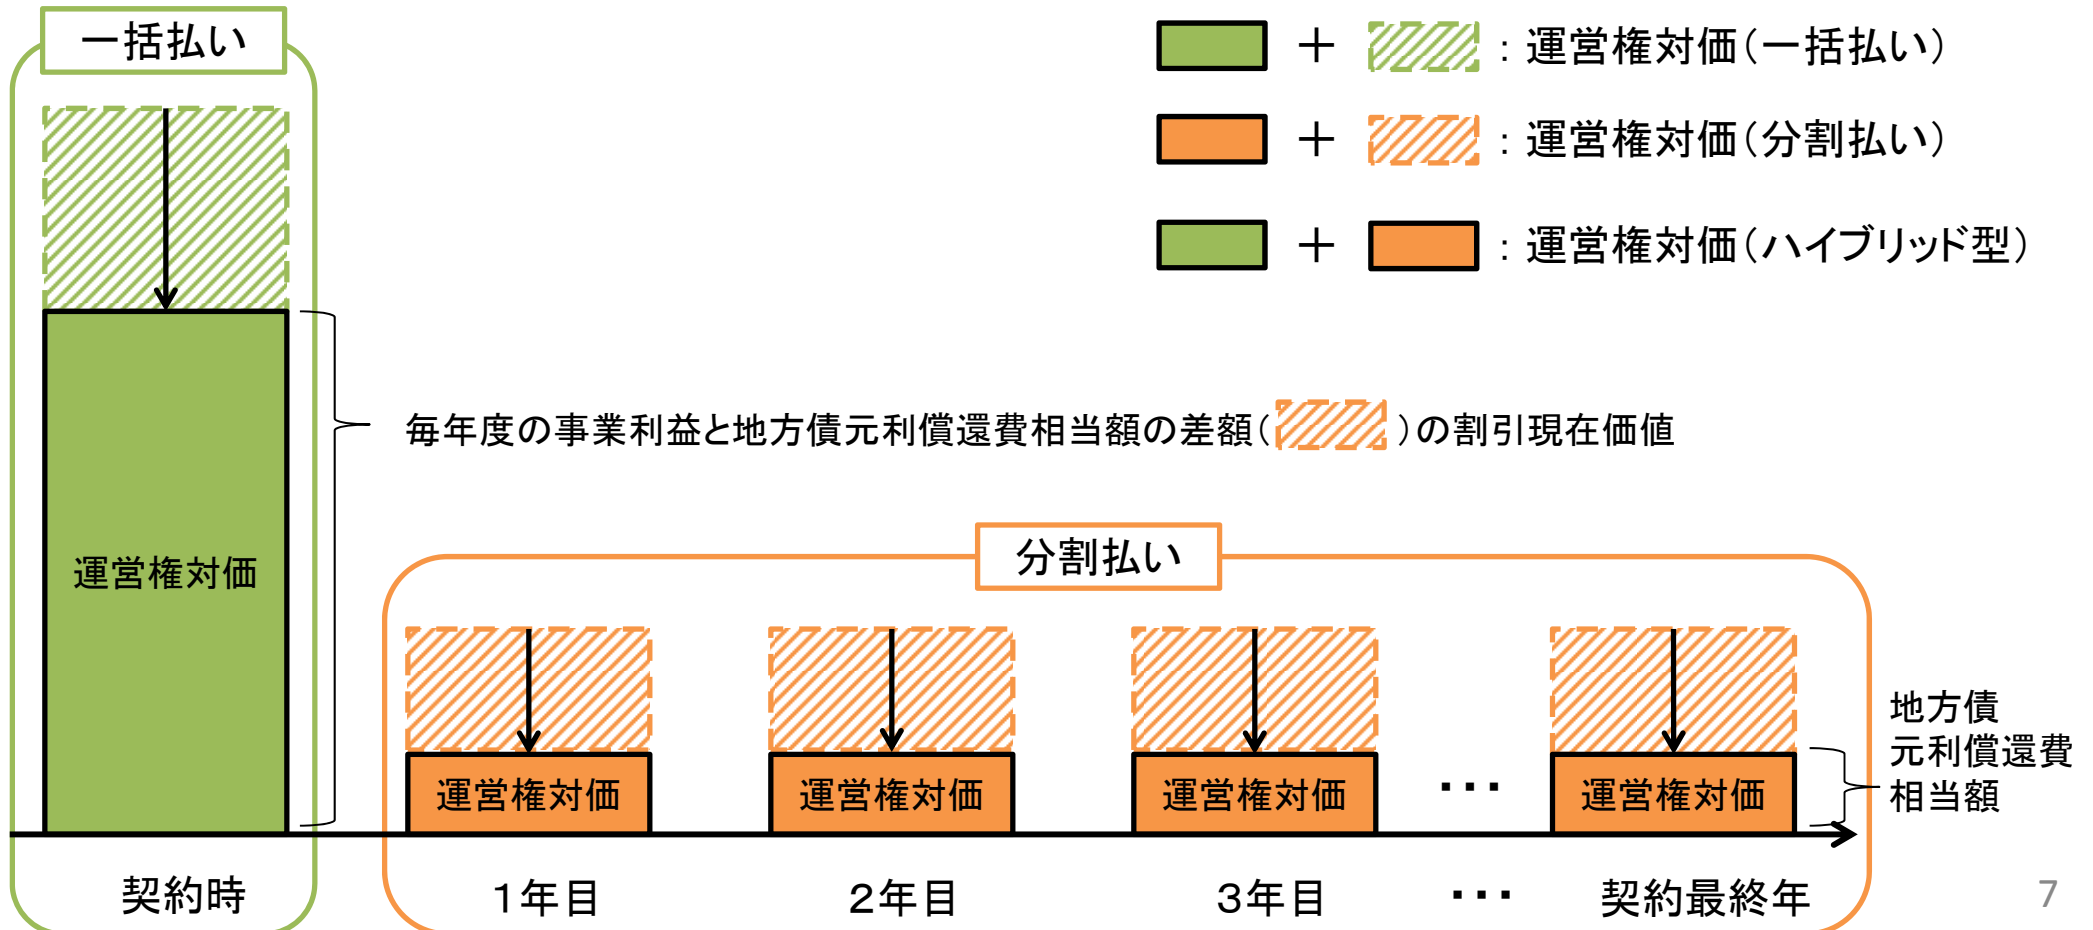 一括払い
＋ ：運営権対価（一括払い）
＋ ：運営権対価（分割払い）
＋ ：運営権対価（ハイブリッド型）
毎年度の事業利益と地方債元利償還費相当額の差額（ ）の割引現在価値
運営権対価
分割払い
運営権対価 運営権対価 運営権対価 ･･･ 運営権対価
地方債
元利償還費
相当額
契約時 １年目 ２年目 ３年目 ･･･ 契約最終年
7